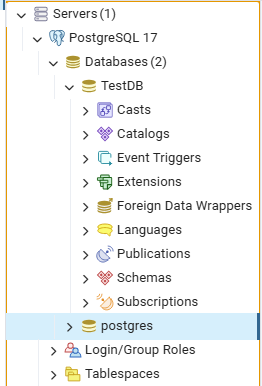 Servers (1)
PostgreSQL 17
Databases (2)
TestDB
Casts
Catalogs
Event Triggers
Extensions
Foreign Data Wrappers
Languages
Publications
Schemas
Subscriptions
postgres
Login/Group Roles
Tablespaces